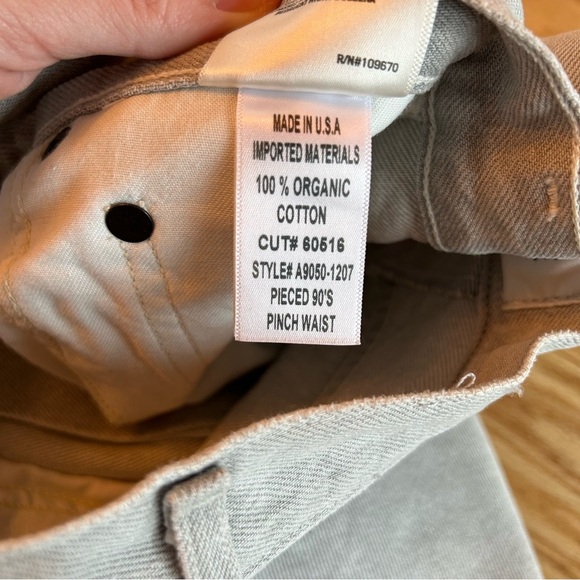 R/N#109670
MADE IN U.S.A
IMPORTED MATERIALS
100 % ORGANIC
COTTON
CUT# 60516
STYLE# A9050-1207
PIECED 90'S
PINCH WAIST